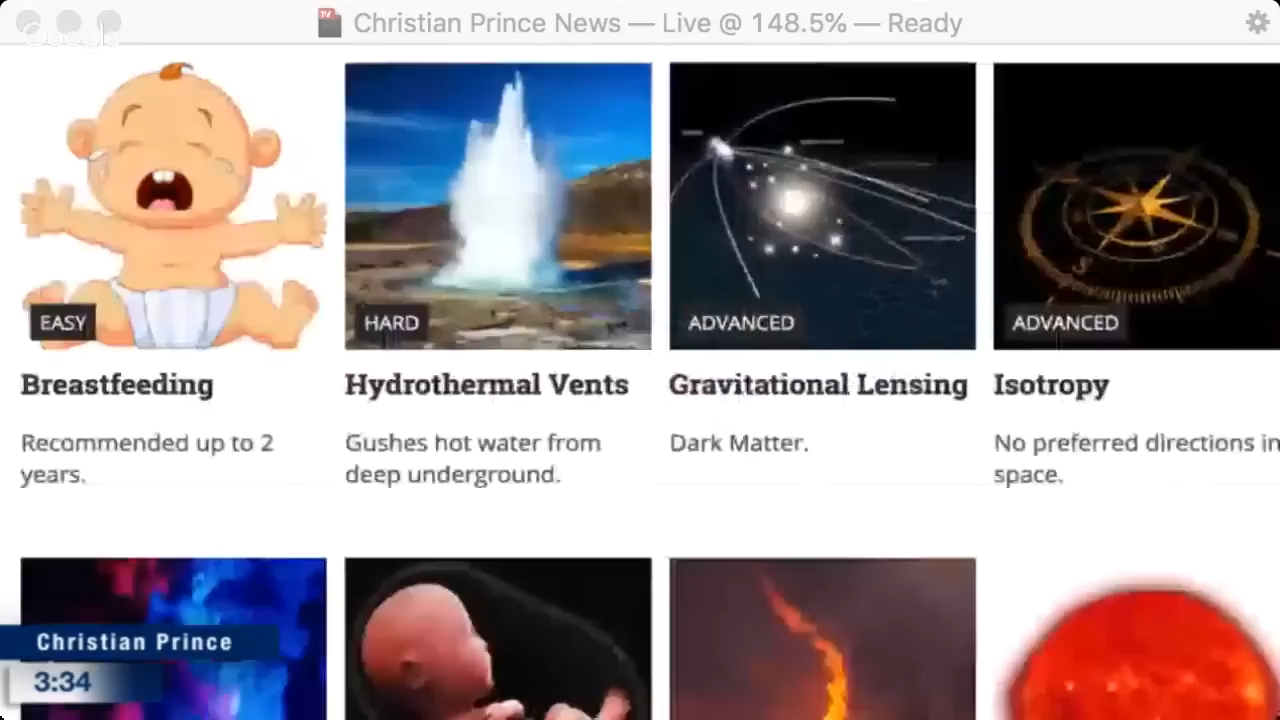 Christian Prince News — Live @ 148.5% — Ready
Google
EASY
HARD
ADVANCED
ADVANCED
Breastfeeding
Hydrothermal Vents
Gravitational Lensing
Isotropy
Recommended up to 2
years.
Gushes hot water from
deep underground.
Dark Matter.
No preferred directions in
space.
Christian Prince
3:34